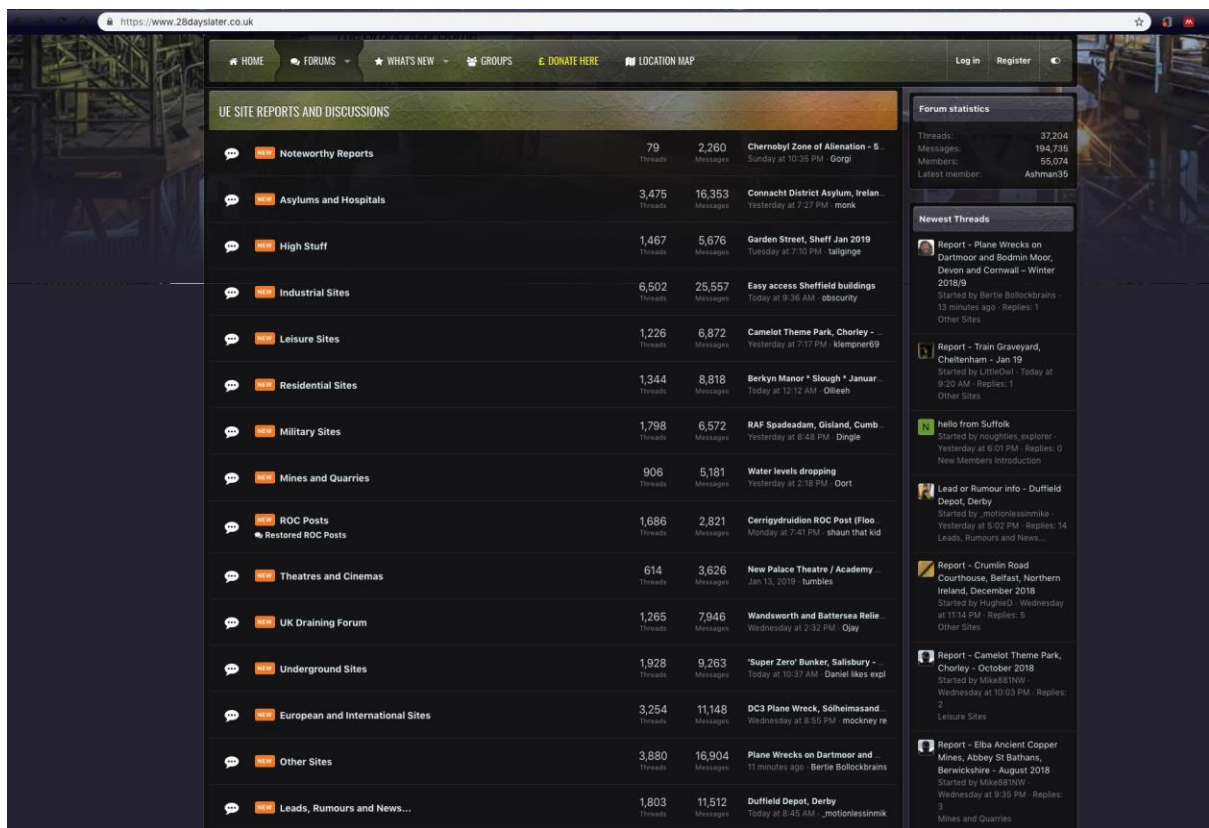 https://www.28dayslater.co.uk
HOME FORUMS WHAT'S NEW GROUPS £ DONATE HERE LOCATION MAP Log in Register
UE SITE REPORTS AND DISCUSSIONS
NEW Noteworthy Reports 79 Threads 2,260 Messages Chernobyl Zone of Alienation - S...
Sunday at 10:35 PM · Gorgi
NEW Asylums and Hospitals 3,475 Threads 16,353 Messages Connacht District Asylum, Irelan...
Yesterday at 7:27 PM · monk
NEW High Stuff 1,467 Threads 5,676 Messages Garden Street, Sheff Jan 2019
Tuesday at 7:10 PM · tallginge
NEW Industrial Sites 6,502 Threads 25,557 Messages Easy access Sheffield buildings
Today at 9:36 AM · obscurity
NEW Leisure Sites 1,226 Threads 6,872 Messages Camelot Theme Park, Chorley - ...
Yesterday at 7:17 PM · klempner69
NEW Residential Sites 1,344 Threads 8,818 Messages Berkyn Manor * Slough * Januar...
Today at 12:12 AM · Ollieeh
NEW Military Sites 1,798 Threads 6,572 Messages RAF Spadeadam, Gisland, Cumb...
Yesterday at 8:48 PM · Dingle
NEW Mines and Quarries 906 Threads 5,181 Messages Water levels dropping
Yesterday at 2:18 PM · Oort
NEW ROC Posts 1,686 Threads 2,821 Messages Cerrigydruidion ROC Post (Floo...
Restored ROC Posts Monday at 7:41 PM · shaun that kid
NEW Theatres and Cinemas 614 Threads 3,626 Messages New Palace Theatre / Academy ...
Jan 13, 2019 · tumbles
NEW UK Draining Forum 1,265 Threads 7,946 Messages Wandsworth and Battersea Relie...
Wednesday at 2:32 PM · Ojay
NEW Underground Sites 1,928 Threads 9,263 Messages 'Super Zero' Bunker, Salisbury - ...
Today at 10:37 AM · Daniel likes expl
NEW European and International Sites 3,254 Threads 11,148 Messages DC3 Plane Wreck, Sólheimasand...
Wednesday at 8:55 PM · mockney re
NEW Other Sites 3,880 Threads 16,904 Messages Plane Wrecks on Dartmoor and ...
11 minutes ago · Bertie Bollockbrains
NEW Leads, Rumours and News... 1,803 Threads 11,512 Messages Duffield Depot, Derby
Today at 8:45 AM · _motionlessinmik
Forum statistics
Threads: 37,204
Messages: 194,735
Members: 55,074
Latest member: Ashman35
Newest Threads
Report - Plane Wrecks on
Dartmoor and Bodmin Moor,
Devon and Cornwall – Winter
2018/9
Started by Bertie Bollockbrains ·
13 minutes ago · Replies: 1
Other Sites
Report - Train Graveyard,
Cheltenham - Jan 19
Started by LittleOwl · Today at
9:20 AM · Replies: 1
Other Sites
N
hello from Suffolk
Started by noughties_explorer ·
Yesterday at 6:01 PM · Replies: 0
New Members Introduction
Lead or Rumour info - Duffield
Depot, Derby
Started by _motionlessinmike ·
Yesterday at 5:02 PM · Replies: 14
Leads, Rumours and News...
Report - Crumlin Road
Courthouse, Belfast, Northern
Ireland, December 2018
Started by HughieD · Wednesday
at 11:14 PM · Replies: 5
Other Sites
Report - Camelot Theme Park,
Chorley - October 2018
Started by Mike881NW ·
Wednesday at 10:03 PM · Replies:
2
Leisure Sites
Report - Elba Ancient Copper
Mines, Abbey St Bathans,
Berwickshire - August 2018
Started by Mike881NW ·
Wednesday at 9:35 PM · Replies:
3
Mines and Quarries